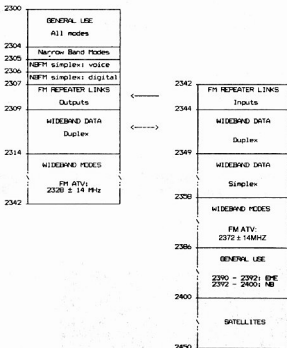 2300
GENERAL USE
All modes
2304
Narrow Band Modes
2305
NBFM simplex: voice
2306
NBFM simplex: digital
2307
FM REPEATER LINKS
Outputs
2309
WIDEBAND DATA
Duplex
2314
WIDEBAND MODES
FM ATV:
2328 ± 14 MHz
2342
2342
FM REPEATER LINKS
Inputs
2344
WIDEBAND DATA
Duplex
2349
WIDEBAND DATA
Simplex
2358
WIDEBAND MODES
FM ATV:
2372 ± 14MHZ
2386
GENERAL USE
2390 - 2392: EME
2392 - 2400: NB
2400
SATELLITES
2450